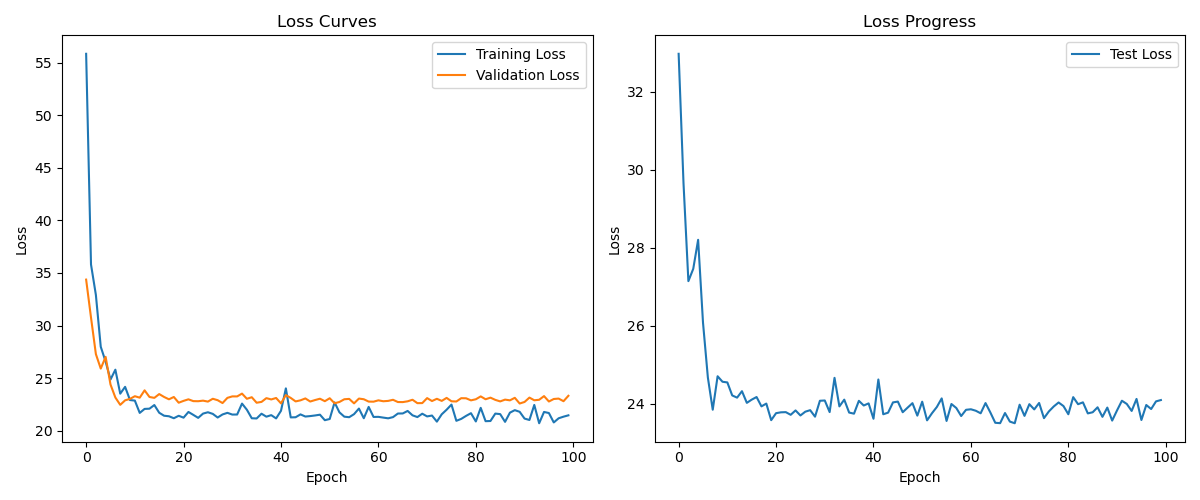 Loss Curves
Training Loss
Validation Loss
55
50
45
40
35
30
25
20
Loss
0
20
40
60
80
100
Epoch
Loss Progress
Test Loss
32
30
28
26
24
Loss
0
20
40
60
80
100
Epoch